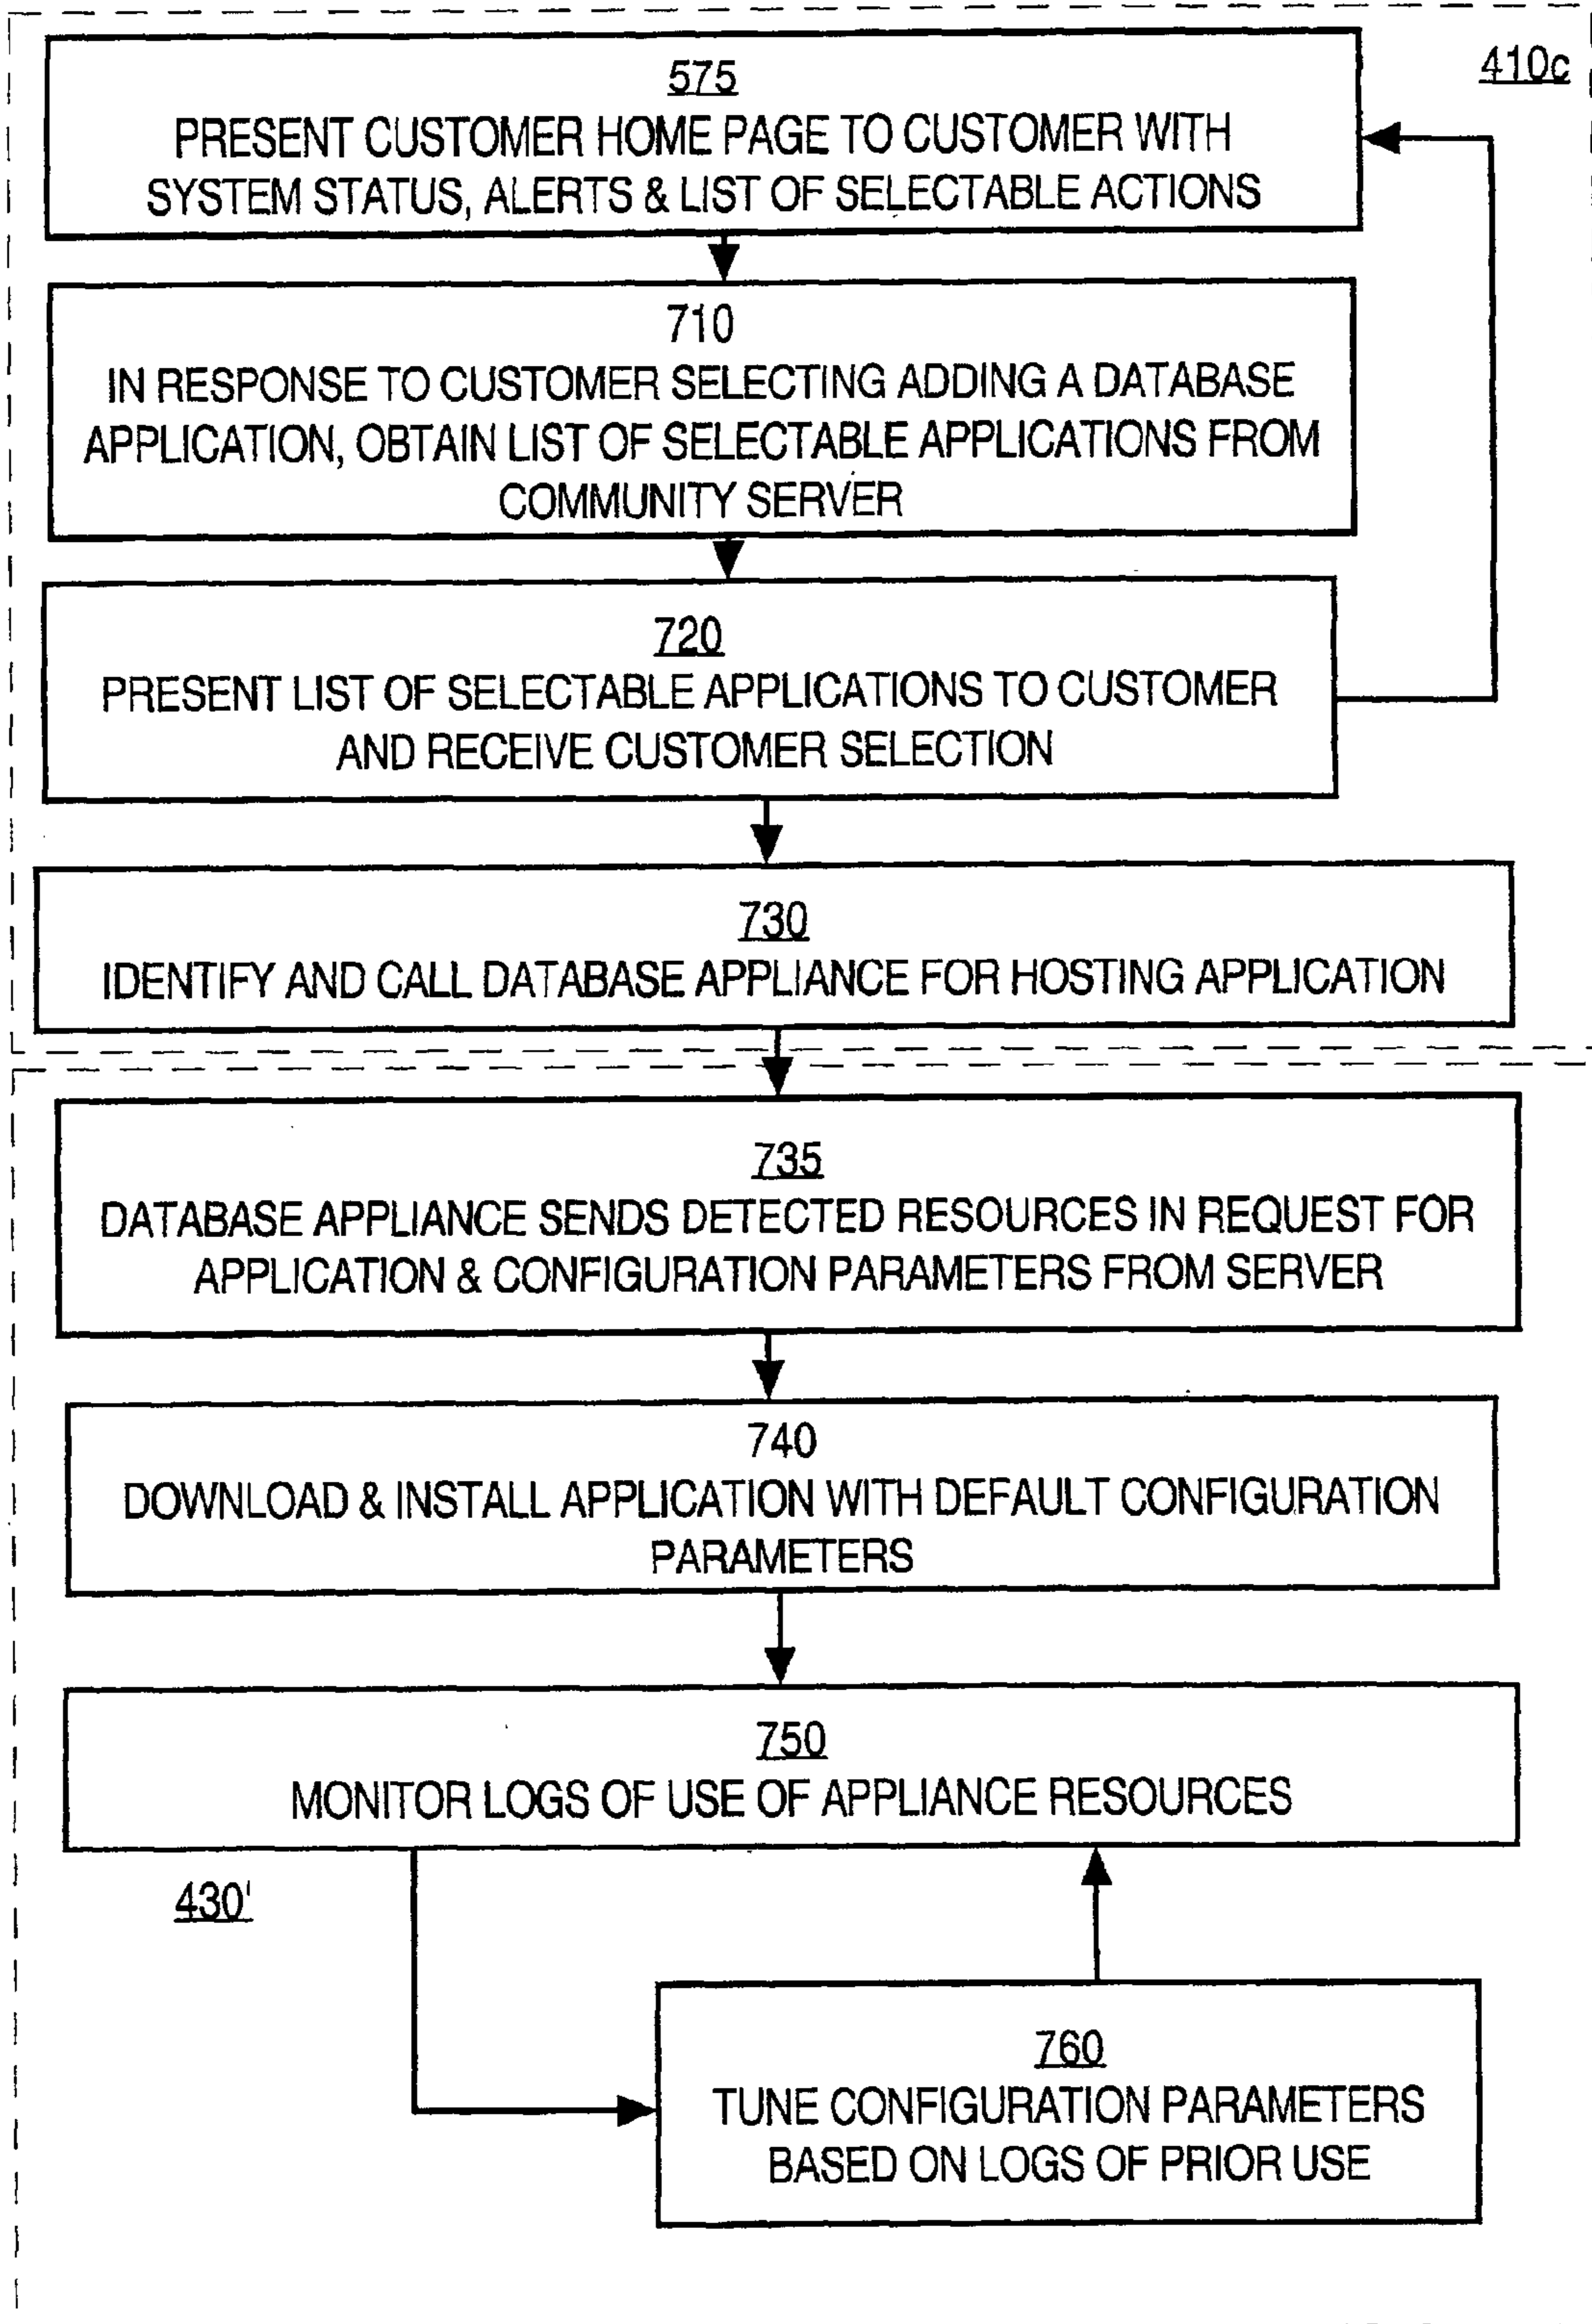 410c
575
PRESENT CUSTOMER HOME PAGE TO CUSTOMER WITH
SYSTEM STATUS, ALERTS & LIST OF SELECTABLE ACTIONS
710
IN RESPONSE TO CUSTOMER SELECTING ADDING A DATABASE
APPLICATION, OBTAIN LIST OF SELECTABLE APPLICATIONS FROM
COMMUNITY SERVER
720
PRESENT LIST OF SELECTABLE APPLICATIONS TO CUSTOMER
AND RECEIVE CUSTOMER SELECTION
730
IDENTIFY AND CALL DATABASE APPLIANCE FOR HOSTING APPLICATION
735
DATABASE APPLIANCE SENDS DETECTED RESOURCES IN REQUEST FOR
APPLICATION & CONFIGURATION PARAMETERS FROM SERVER
740
DOWNLOAD & INSTALL APPLICATION WITH DEFAULT CONFIGURATION
PARAMETERS
750
MONITOR LOGS OF USE OF APPLIANCE RESOURCES
430'
760
TUNE CONFIGURATION PARAMETERS
BASED ON LOGS OF PRIOR USE